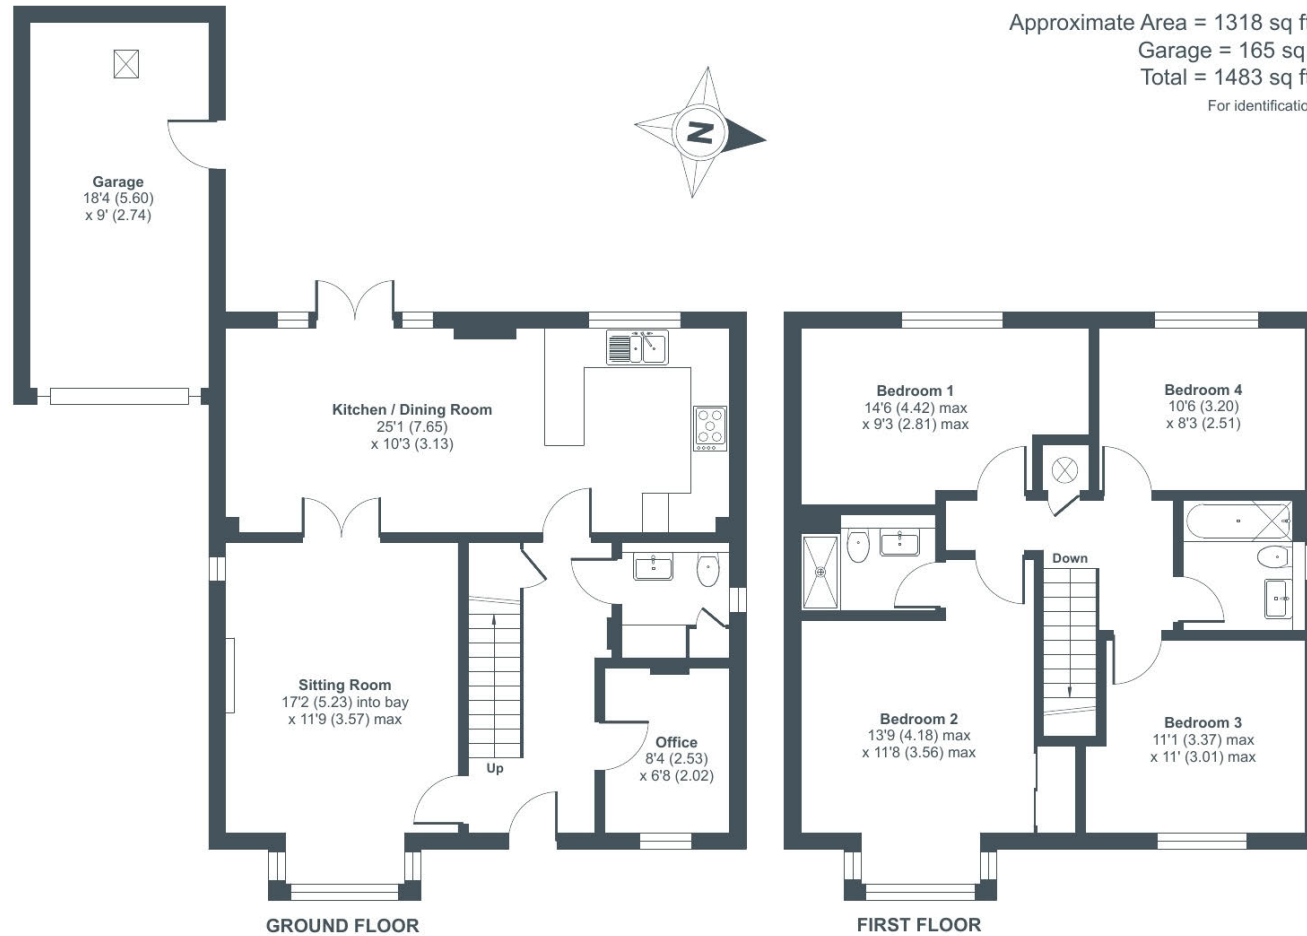 Approximate Area = 1318 sq ft
Garage = 165 sq
Total = 1483 sq ft
For identificatio
N
Garage
18'4 (5.60)
x 9' (2.74)
Kitchen / Dining Room
25'1 (7.65)
x 10'3 (3.13)
Sitting Room
17'2 (5.23) into bay
x 11'9 (3.57) max
Up
Office
8'4 (2.53)
x 6'8 (2.02)
GROUND FLOOR
Bedroom 1
14'6 (4.42) max
x 9'3 (2.81) max
Bedroom 4
10'6 (3.20)
x 8'3 (2.51)
Down
Bedroom 2
13'9 (4.18) max
x 11'8 (3.56) max
Bedroom 3
11'1 (3.37) max
x 11' (3.01) max
FIRST FLOOR